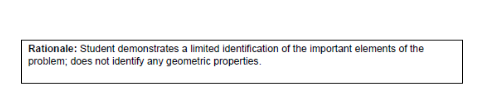 Rationale: Student demonstrates a limited identification of the important elements of the
problem; does not identify any geometric properties.